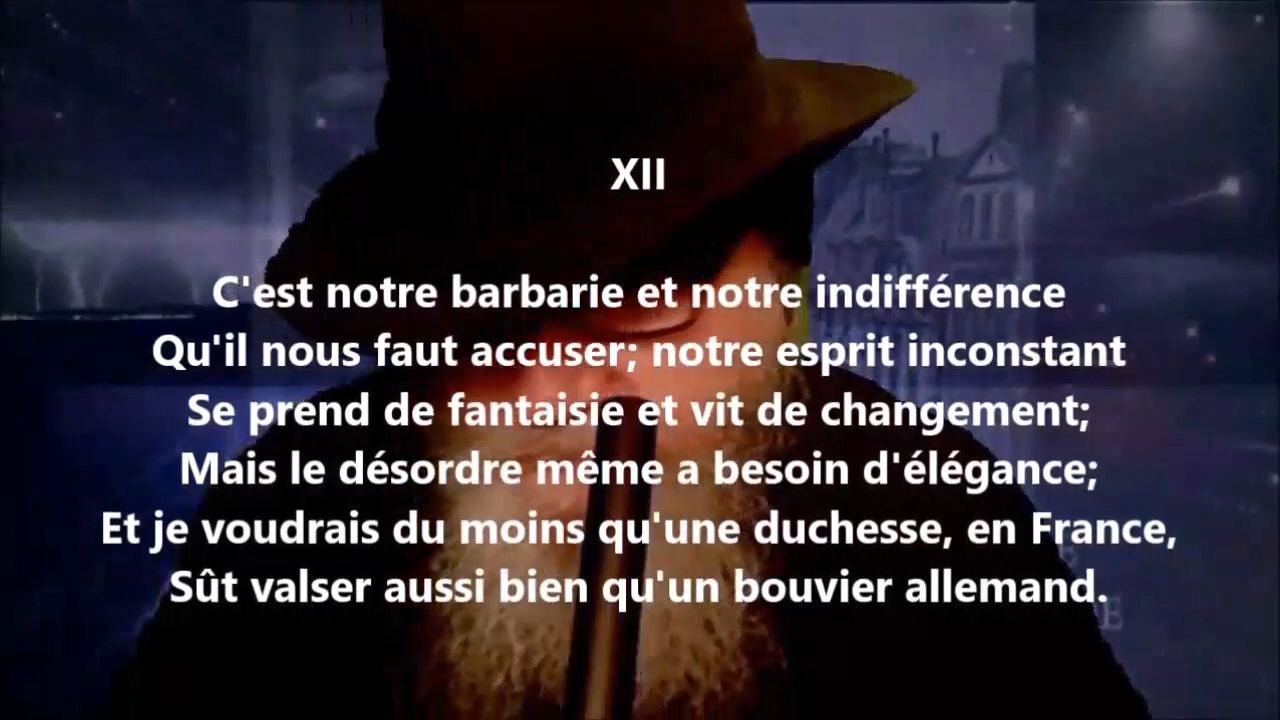 XII
C'est notre barbarie et notre indifférence
Qu'il nous faut accuser; notre esprit inconstant
Se prend de fantaisie et vit de changement;
Mais le désordre même a besoin d'élégance;
Et je voudrais du moins qu'une duchesse, en France,
Sût valser aussi bien qu'un bouvier allemand.